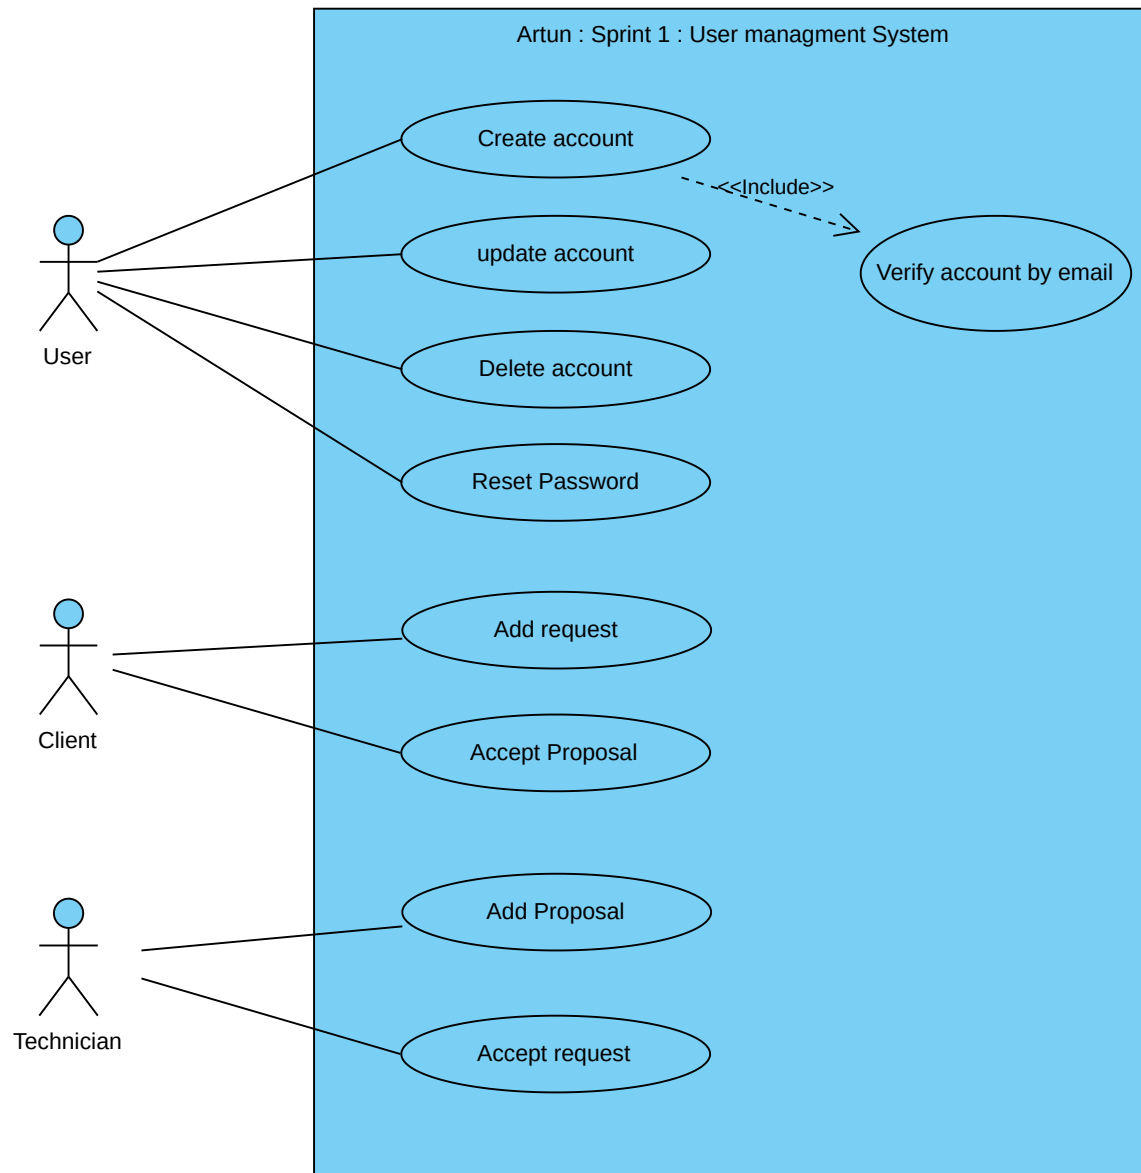 Artun : Sprint 1 : User managment System
Create account
<<Include>>
update account
Verify account by email
User
Delete account
Reset Password
Add request
Client
Accept Proposal
Add Proposal
Technician
Accept request